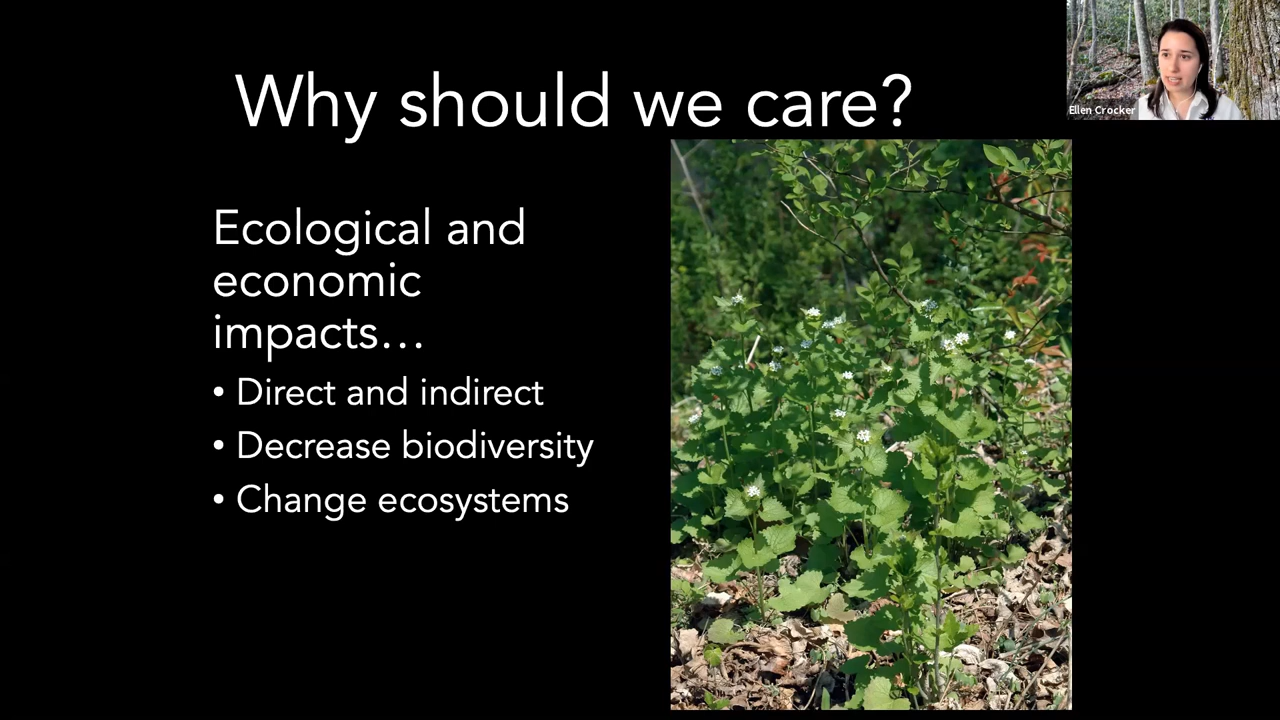 Why should we care?
Ellen Crocker
Ecological and
economic
impacts…
• Direct and indirect
• Decrease biodiversity
• Change ecosystems